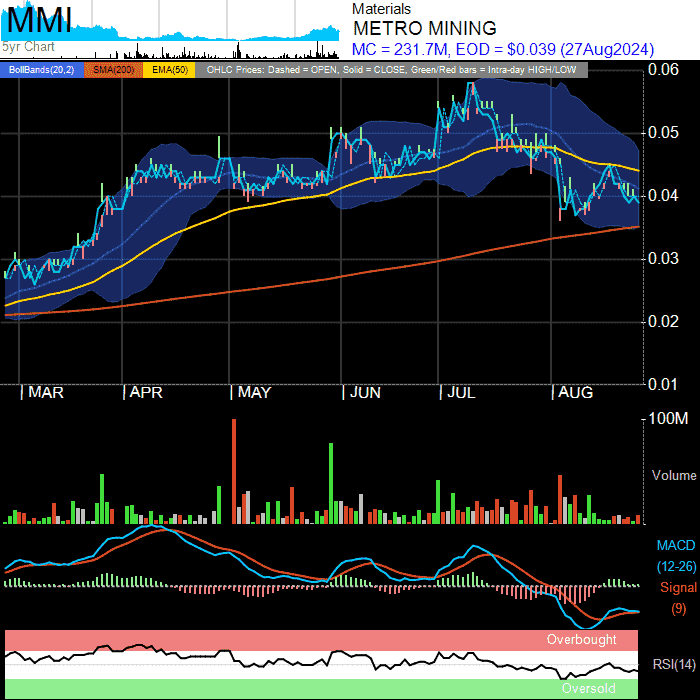 MMI
5yr Chart
Materials
METRO MINING
MC = 231.7M, EOD = $0.039 (27Aug2024)
BollBands(20,2) SMA(200) EMA(50) OHLC Prices: Dashed = OPEN, Solid = CLOSE, Green/Red bars = Intra-day HIGH/LOW
0.06
0.05
0.04
0.03
0.02
0.01
| MAR | APR | MAY | JUN | JUL | AUG
100M
Volume
MACD
(12-26)
Signal
(9)
Overbought
RSI(14)
Oversold